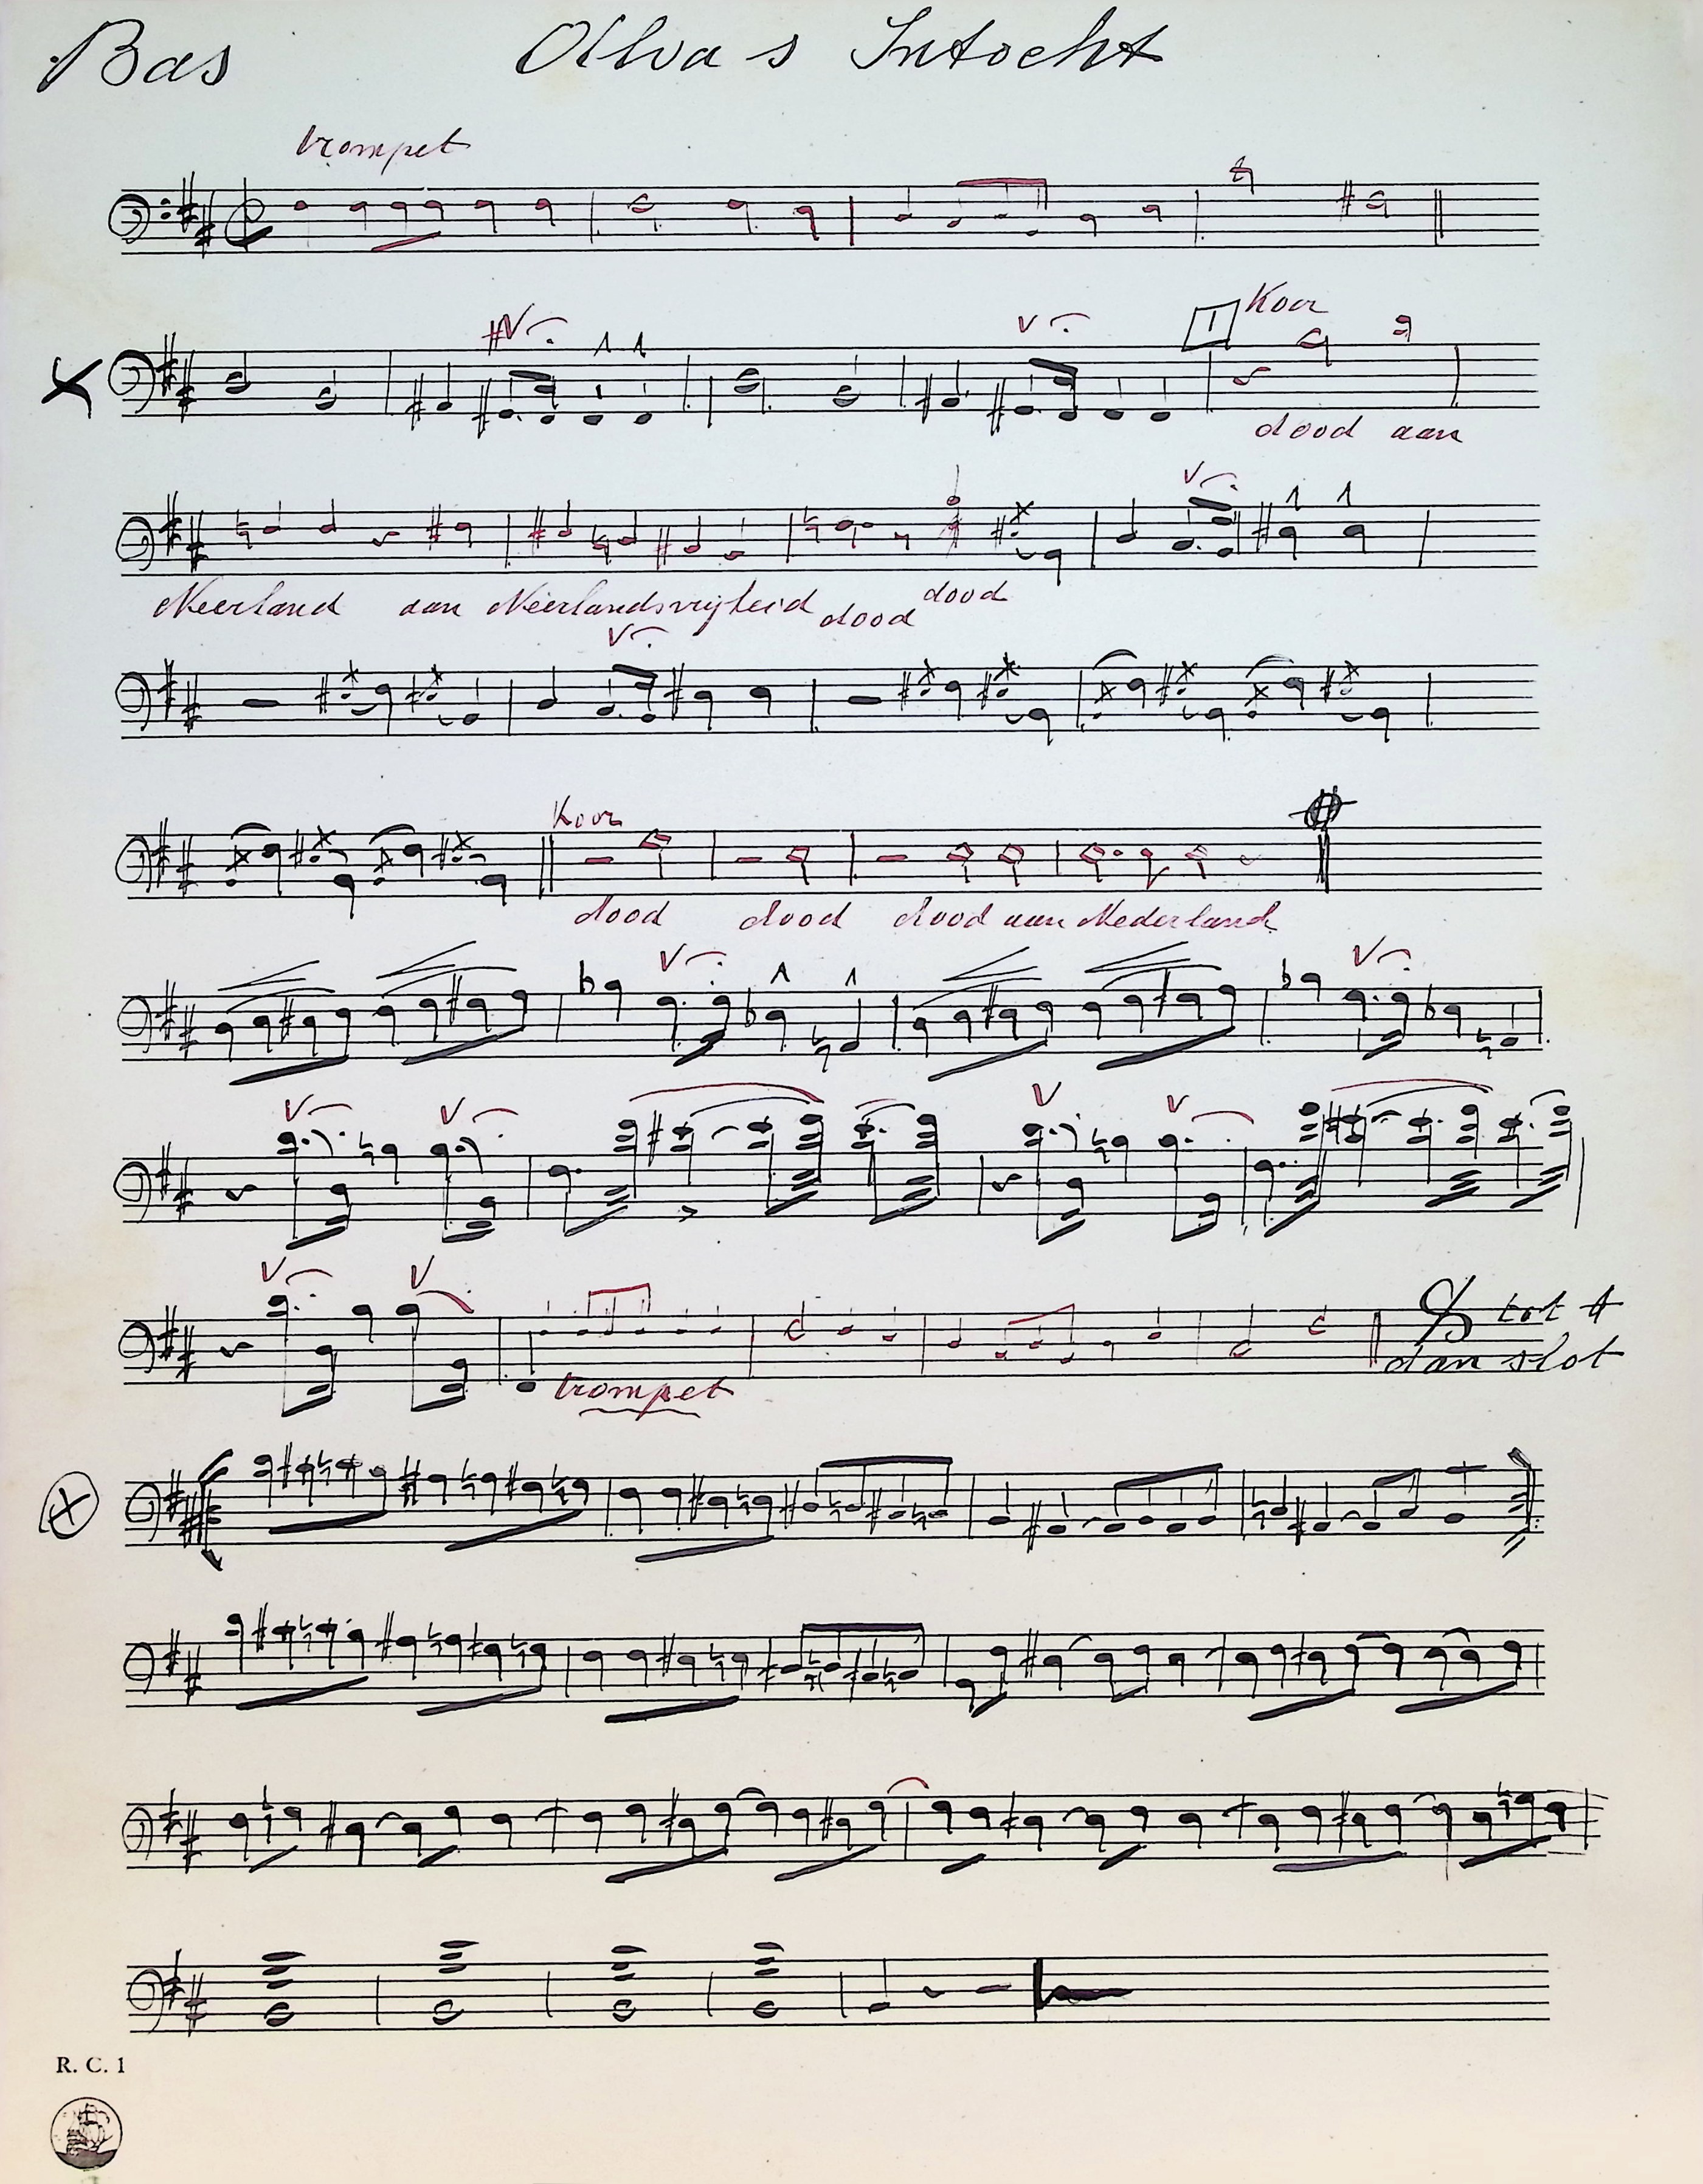 Bas Alva s Intocht
trompet
1 Koor
dood aan
Neerland aan Neerlands vrijheid dood dood
Koor
dood dood dood aan Nederland
tot
dan slot
trompet
R. C. 1